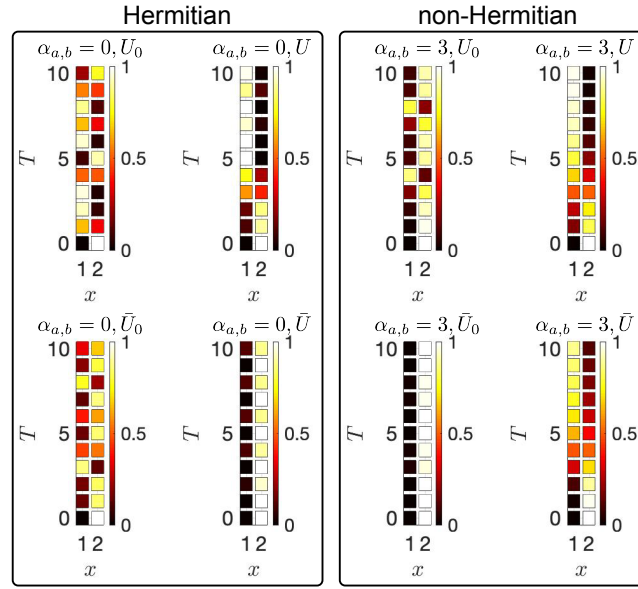 Hermitian
non-Hermitian
α_{a,b} = 0, U_0
α_{a,b} = 0, U
α_{a,b} = 3, U_0
α_{a,b} = 3, U
10 1 10 1 10 1 10 1
T 5 0.5 T 5 0.5 T 5 0.5 T 5 0.5
0 0 0 0 0 0 0 0
1 2 1 2 1 2 1 2
x x x x
α_{a,b} = 0, Ū_0
α_{a,b} = 0, Ū
α_{a,b} = 3, Ū_0
α_{a,b} = 3, Ū
10 1 10 1 10 1 10 1
T 5 0.5 T 5 0.5 T 5 0.5 T 5 0.5
0 0 0 0 0 0 0 0
1 2 1 2 1 2 1 2
x x x x